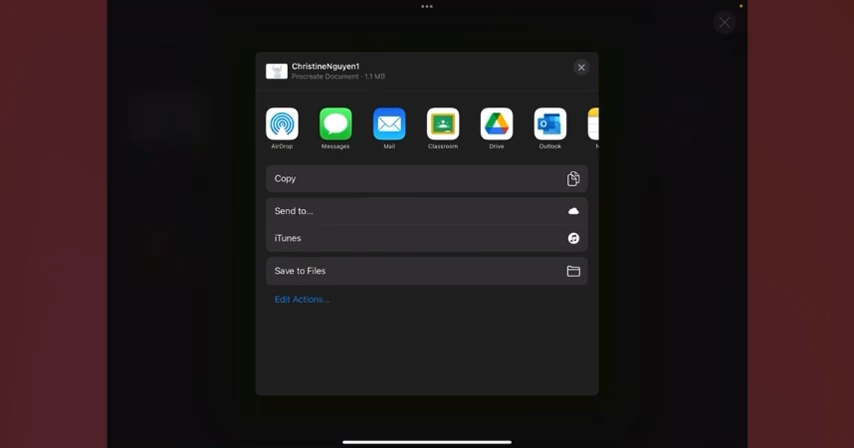 ChristineNguyen1
Procreate Document · 1.1 MB
AirDrop
Messages
Mail
Classroom
Drive
Outlook
Copy
Send to...
iTunes
Save to Files
Edit Actions...